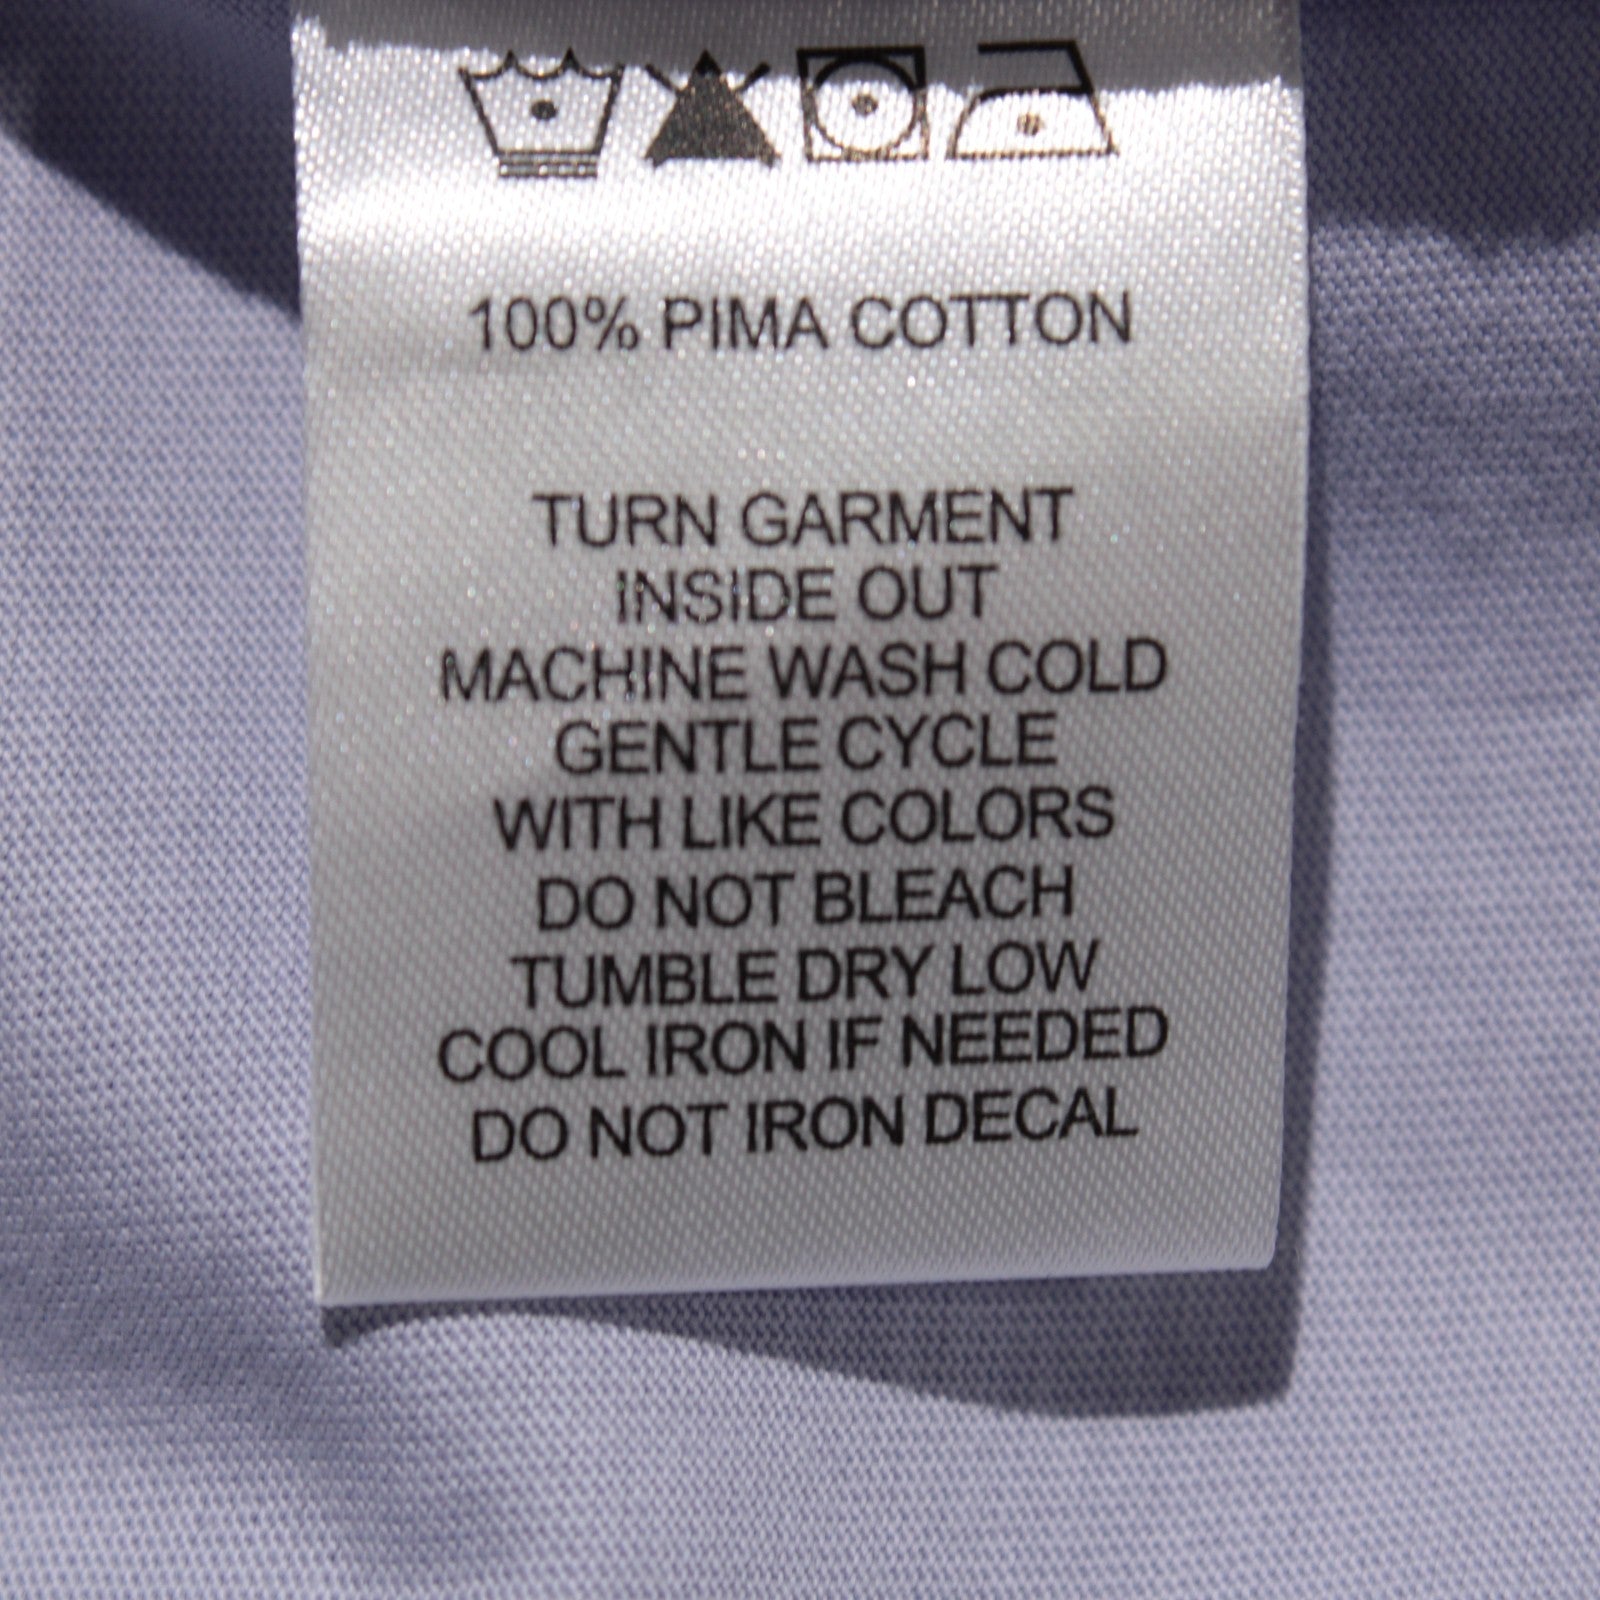 100% PIMA COTTON
TURN GARMENT
INSIDE OUT
MACHINE WASH COLD
GENTLE CYCLE
WITH LIKE COLORS
DO NOT BLEACH
TUMBLE DRY LOW
COOL IRON IF NEEDED
DO NOT IRON DECAL